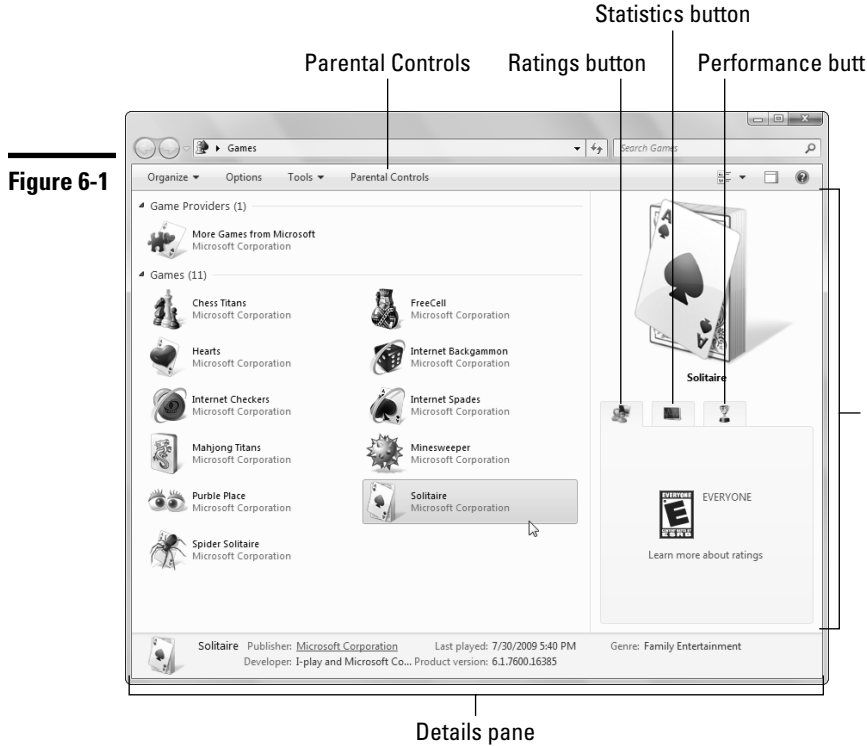 Statistics button
Parental Controls
Ratings button
Performance butt
Figure 6-1
Games
Search Games
Organize
Options
Tools
Parental Controls
Game Providers (1)
More Games from Microsoft
Microsoft Corporation
Games (11)
Chess Titans
Microsoft Corporation
FreeCell
Microsoft Corporation
Hearts
Microsoft Corporation
Internet Backgammon
Microsoft Corporation
Internet Checkers
Microsoft Corporation
Internet Spades
Microsoft Corporation
Mahjong Titans
Microsoft Corporation
Minesweeper
Microsoft Corporation
Purble Place
Microsoft Corporation
Solitaire
Microsoft Corporation
Spider Solitaire
Microsoft Corporation
A
A
Solitaire
EVERYONE
E
CONTENT RATED BY
ESRB
EVERYONE
Learn more about ratings
Solitaire Publisher: Microsoft Corporation Last played: 7/30/2009 5:40 PM Genre: Family Entertainment
Developer: I-play and Microsoft Co... Product version: 6.1.7600.16385
Details pane